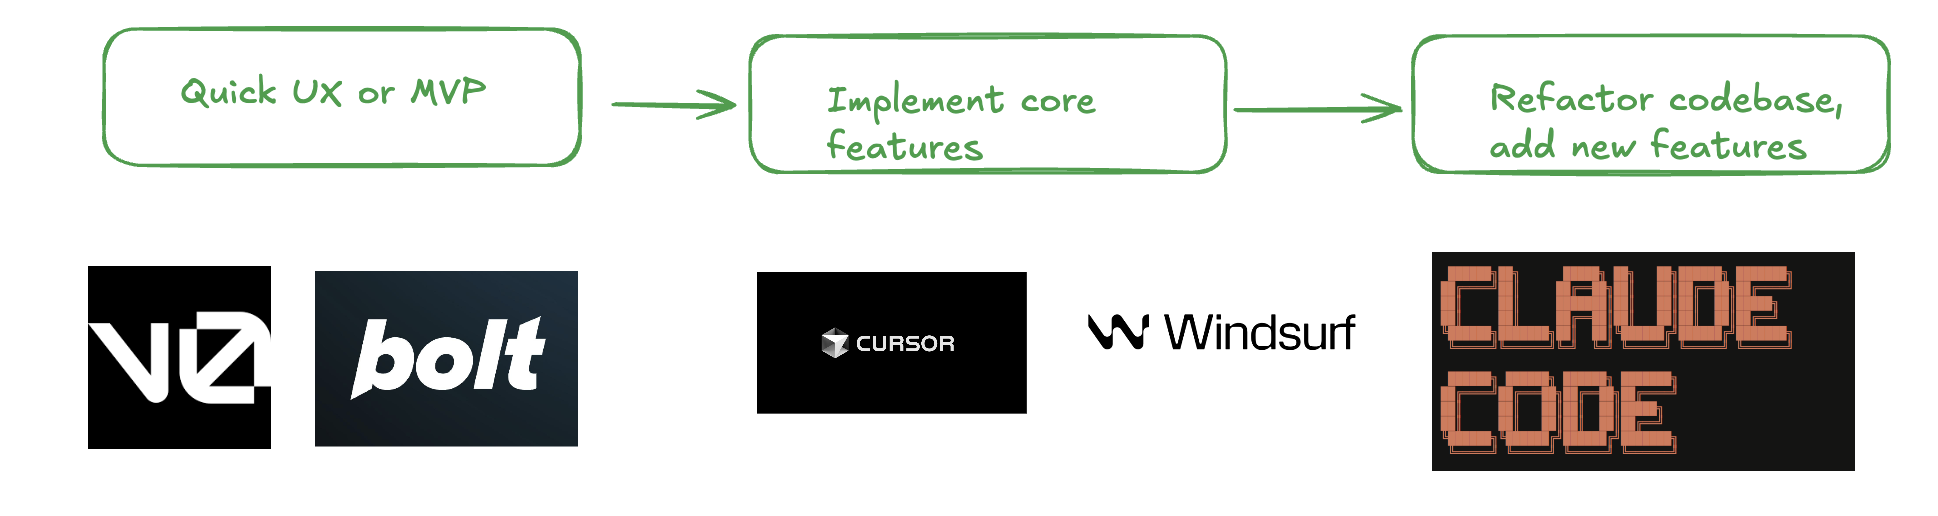 Quick UX or MVP
Implement core
features
Refactor codebase,
add new features
v0
bolt
CURSOR
Windsurf
CLAUDE
CODE